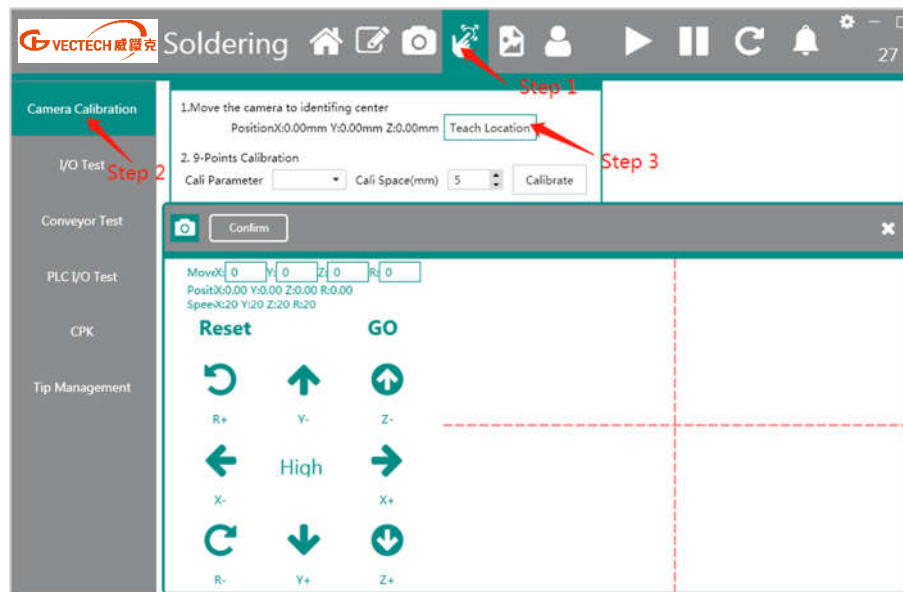 VECTECH威鑀克 Soldering
27
Step 1
Camera Calibration
Step 2
I/O Test
Conveyor Test
PLC I/O Test
CPK
Tip Management
1.Move the camera to identifing center
PositionX:0.00mm Y:0.00mm Z:0.00mm Teach Location
Step 3
2. 9-Points Calibration
Cali Parameter Cali Space(mm) 5 Calibrate
Confirm
MoveX: 0 Y: 0 Z: 0 R: 0
PositiX:0.00 Y:0.00 Z:0.00 R:0.00
SpeeX:20 Y:20 Z:20 R:20
Reset GO
R+ Y- Z-
High
X- X+
R- Y+ Z+